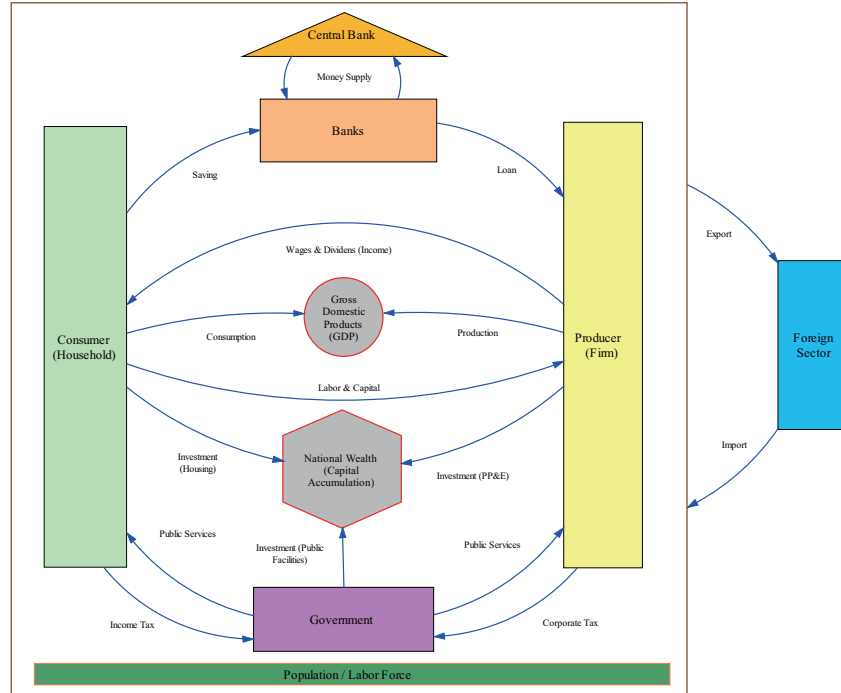 Central Bank
Money Supply
Banks
Saving
Loan
Export
Wages & Dividens (Income)
Gross
Domestic
Products
(GDP)
Consumption
Production
Consumer
(Household)
Producer
(Firm)
Foreign
Sector
Labor & Capital
National Wealth
(Capital
Accumulation)
Investment
(Housing)
Investment (PP&E)
Import
Public Services
Investment (Public
Facilities)
Public Services
Government
Income Tax
Corporate Tax
Population / Labor Force